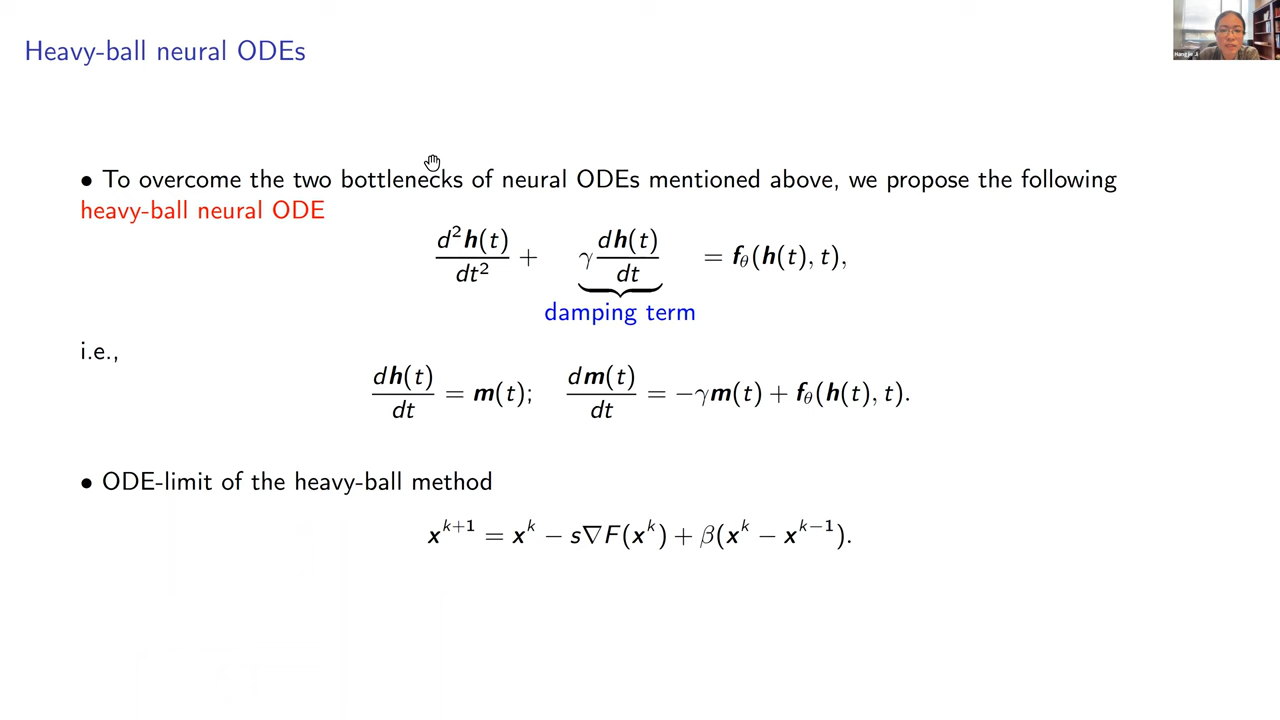 Heavy-ball neural ODEs
• To overcome the two bottlenecks of neural ODEs mentioned above, we propose the following
heavy-ball neural ODE
d²h(t)/dt² + γ dh(t)/dt = f_θ(h(t), t),
damping term
i.e.,
dh(t)/dt = m(t); dm(t)/dt = −γm(t) + f_θ(h(t), t).
• ODE-limit of the heavy-ball method
x^{k+1} = x^k − s∇F(x^k) + β(x^k − x^{k−1}).